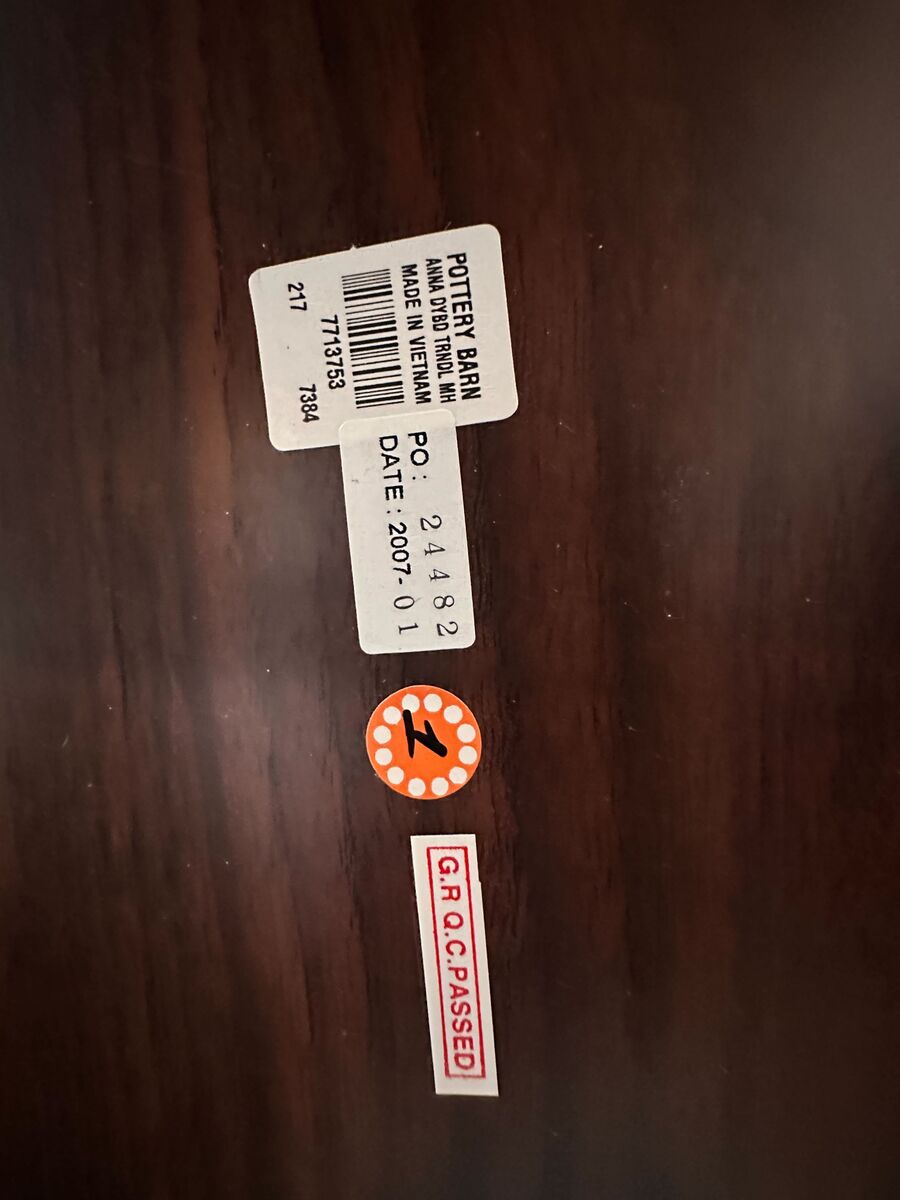 POTTERY BARN
ANNA DYBD TRNDL MH
MADE IN VIETNAM
7713753
217 7384
PO : 24482
DATE : 2007-01
1
G.R Q.C.PASSED